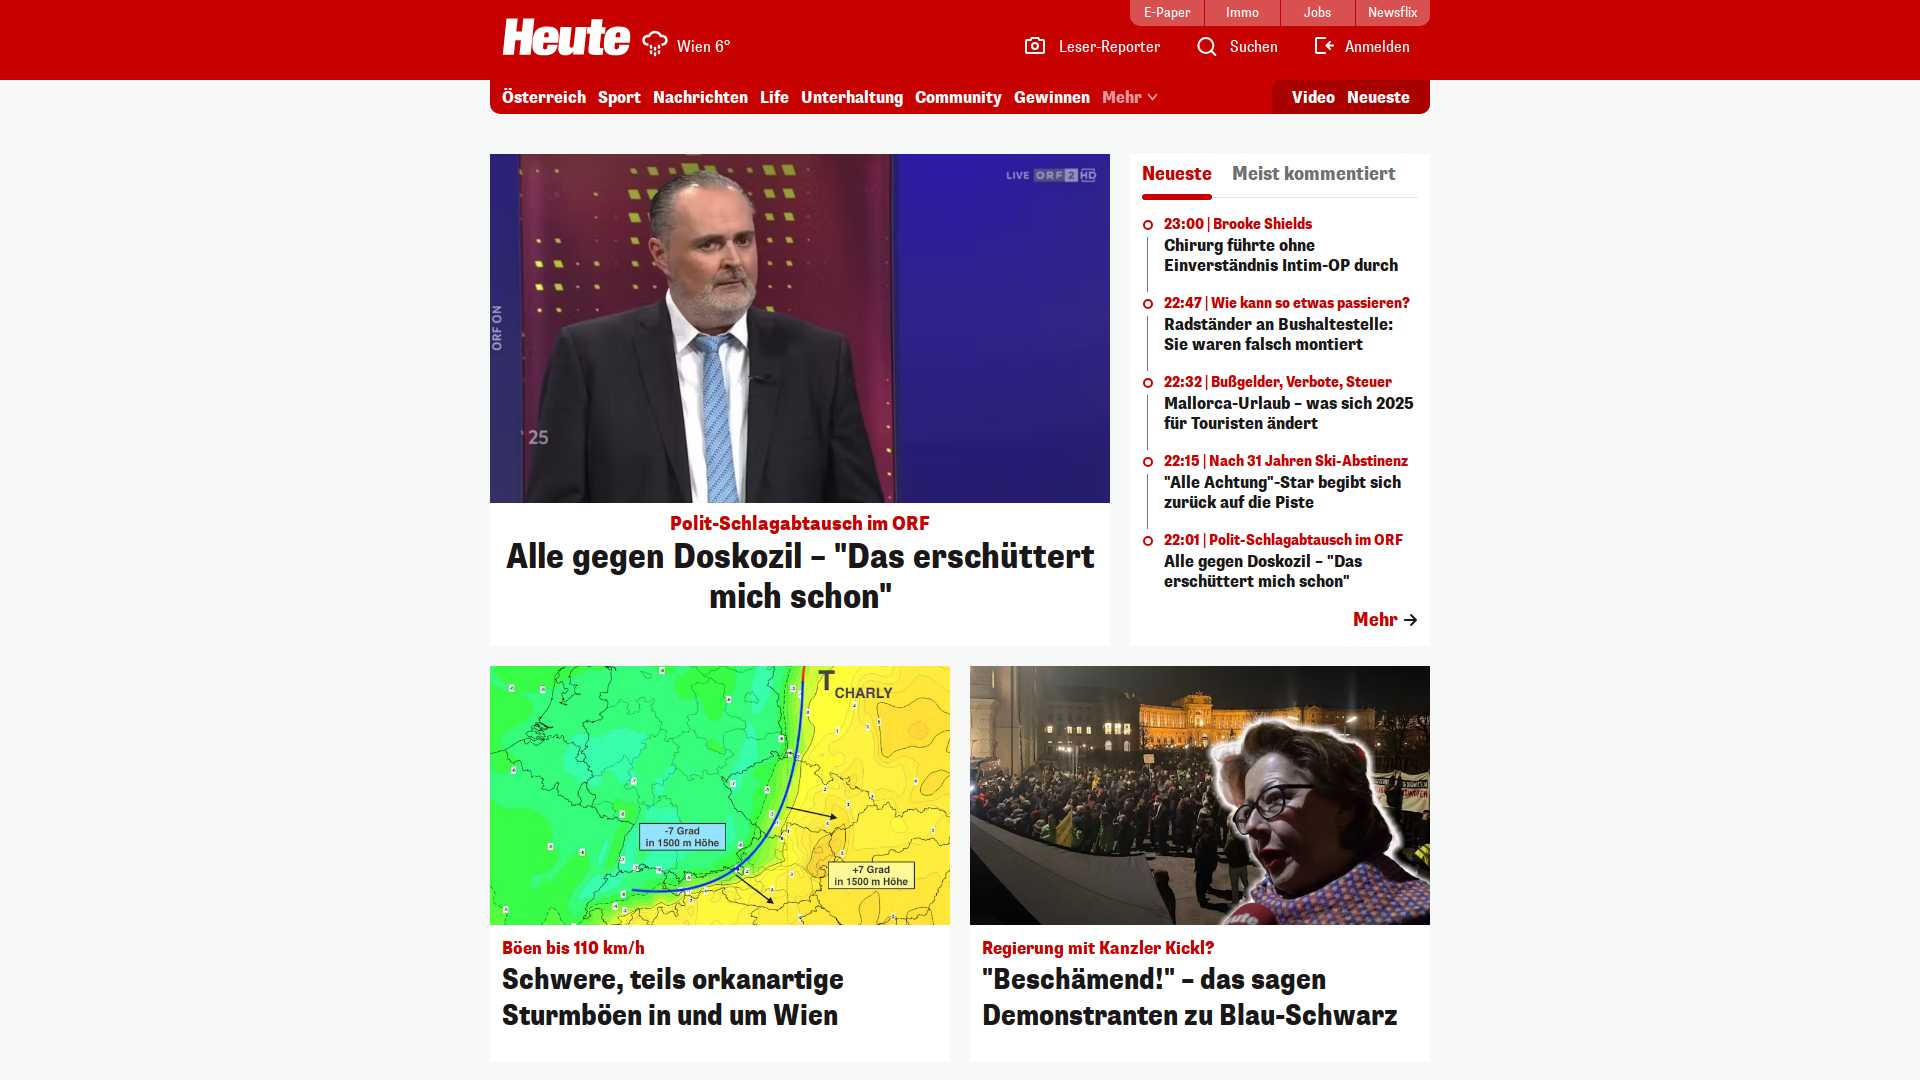 E-Paper
Immo
Jobs
Newsflix
Heute
Wien 6°
Leser-Reporter
Suchen
Anmelden
Österreich
Sport
Nachrichten
Life
Unterhaltung
Community
Gewinnen
Mehr
Video
Neueste
LIVE ORF 2 HD
ORF ON
25
Polit-Schlagabtausch im ORF
Alle gegen Doskozil – "Das erschüttert
mich schon"
Neueste
Meist kommentiert
23:00 | Brooke Shields
Chirurg führte ohne
Einverständnis Intim-OP durch
22:47 | Wie kann so etwas passieren?
Radständer an Bushaltestelle:
Sie waren falsch montiert
22:32 | Bußgelder, Verbote, Steuer
Mallorca-Urlaub – was sich 2025
für Touristen ändert
22:15 | Nach 31 Jahren Ski-Abstinenz
"Alle Achtung"-Star begibt sich
zurück auf die Piste
22:01 | Polit-Schlagabtausch im ORF
Alle gegen Doskozil – "Das
erschüttert mich schon"
Mehr
T
CHARLY
-7 Grad
in 1500 m Höhe
+7 Grad
in 1500 m Höhe
Böen bis 110 km/h
Schwere, teils orkanartige
Sturmböen in und um Wien
Regierung mit Kanzler Kickl?
"Beschämend!" – das sagen
Demonstranten zu Blau-Schwarz